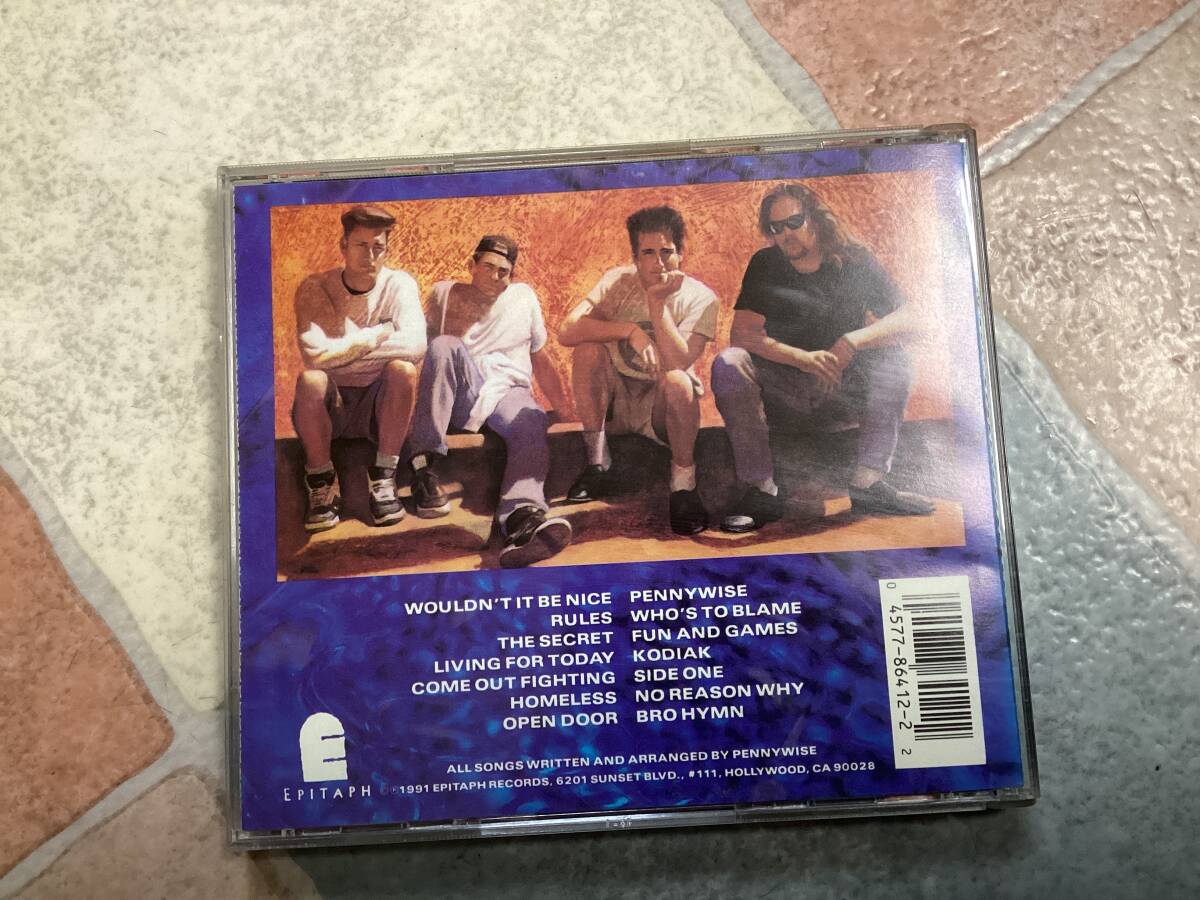 WOULDN'T IT BE NICE
RULES
THE SECRET
LIVING FOR TODAY
COME OUT FIGHTING
HOMELESS
OPEN DOOR
PENNYWISE
WHO'S TO BLAME
FUN AND GAMES
KODIAK
SIDE ONE
NO REASON WHY
BRO HYMN
0 4577-86412-2 2
E
EPITAPH
ALL SONGS WRITTEN AND ARRANGED BY PENNYWISE
©℗1991 EPITAPH RECORDS, 6201 SUNSET BLVD., #111, HOLLYWOOD, CA 90028